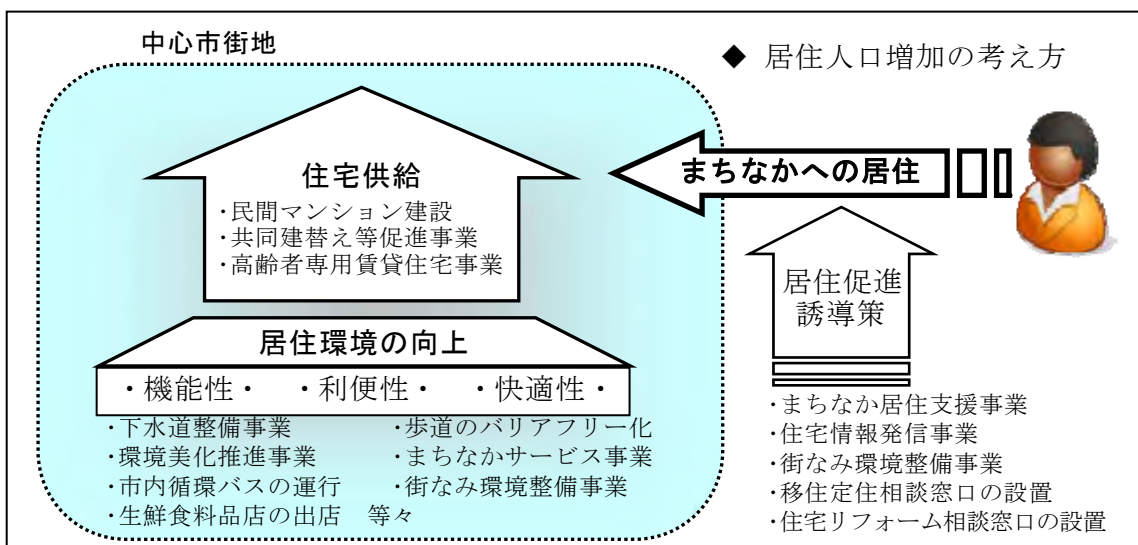 中心市街地
◆ 居住人口増加の考え方
住宅供給
・民間マンション建設
・共同建替え等促進事業
・高齢者専用賃貸住宅事業
まちなかへの居住
居住促進
誘導策
居住環境の向上
・機能性・ ・利便性・ ・快適性・
・下水道整備事業 ・歩道のバリアフリー化
・環境美化推進事業 ・まちなかサービス事業
・市内循環バスの運行 ・街なみ環境整備事業
・生鮮食料品店の出店 等々
・まちなか居住支援事業
・住宅情報発信事業
・街なみ環境整備事業
・移住定住相談窓口の設置
・住宅リフォーム相談窓口の設置